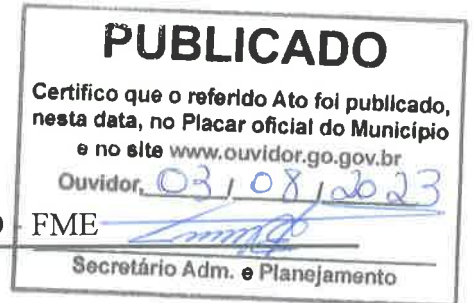 PUBLICADO
Certifico que o referido Ato foi publicado,
nesta data, no Placar oficial do Município
e no site www.ouvidor.go.gov.br
Ouvidor, 03 / 08 / 2023
- FME
Secretário Adm. e Planejamento